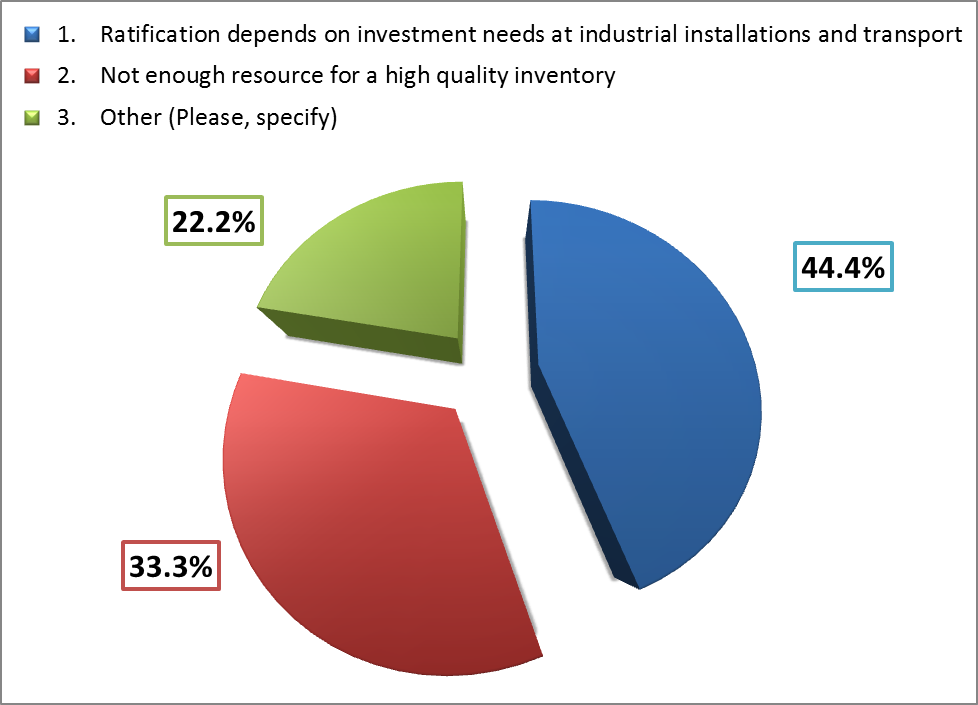 1. Ratification depends on investment needs at industrial installations and transport
2. Not enough resource for a high quality inventory
3. Other (Please, specify)
22.2%
44.4%
33.3%